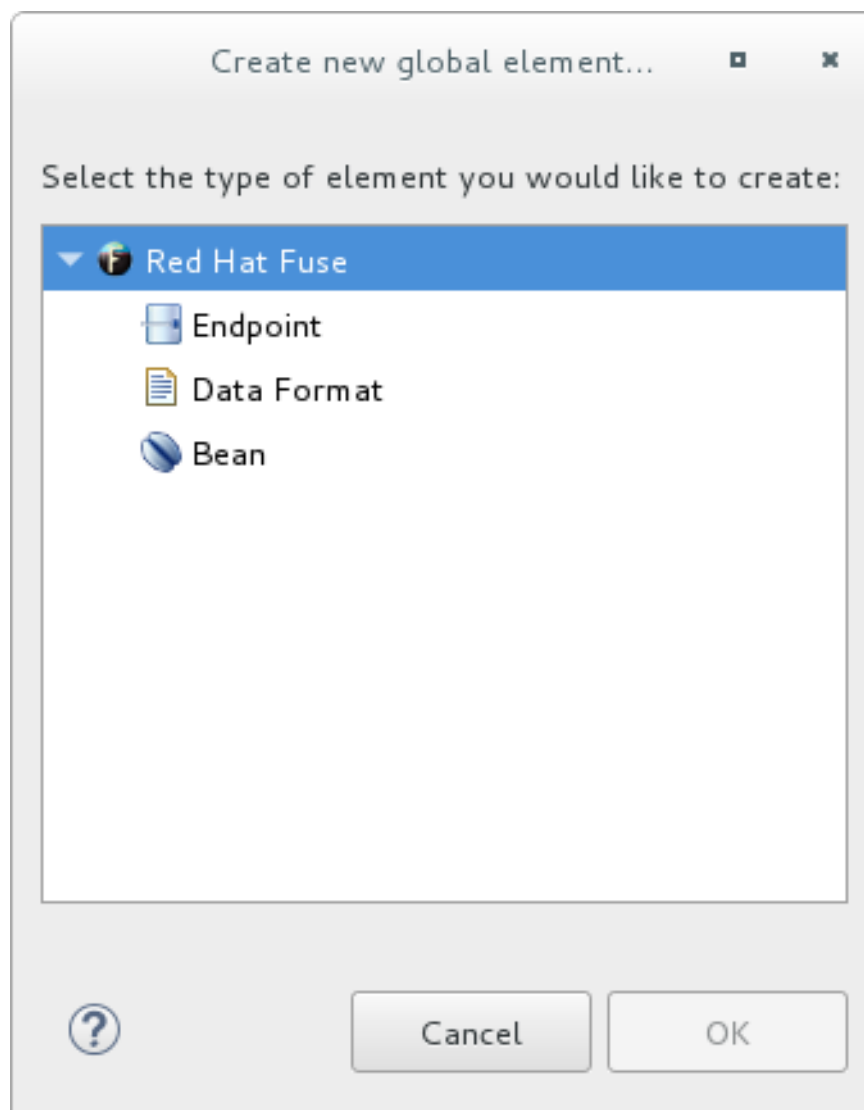 Create new global element...
Select the type of element you would like to create:
Red Hat Fuse
Endpoint
Data Format
Bean
?
Cancel
OK